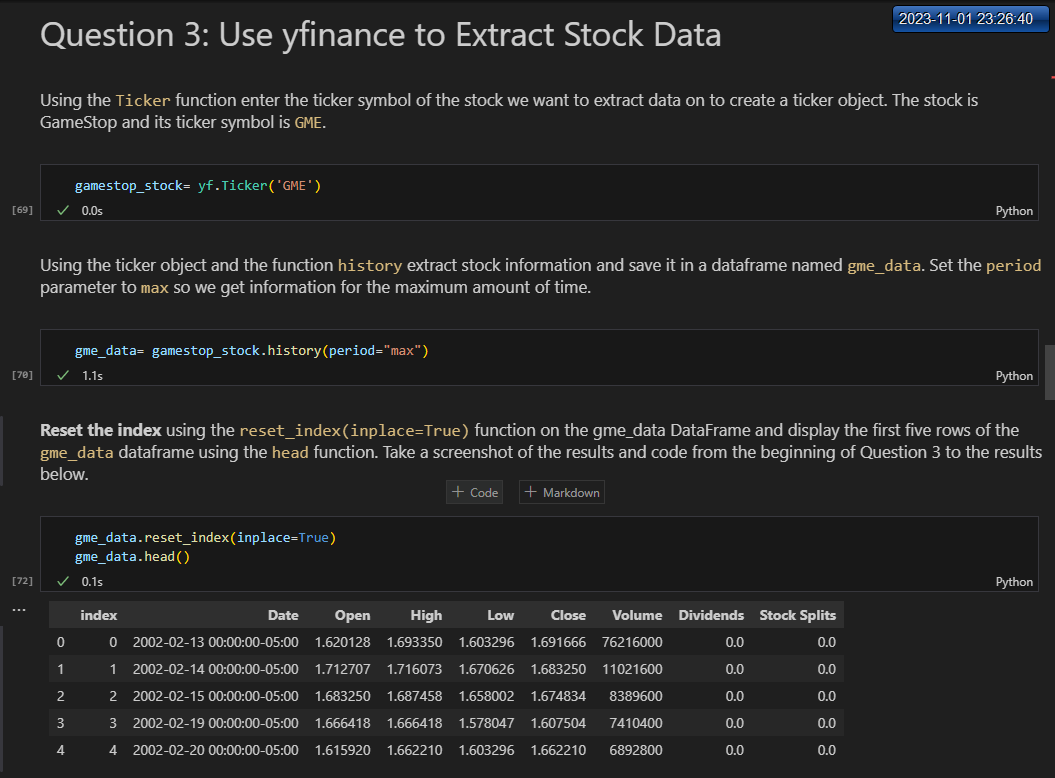 2023-11-01 23:26:40
Question 3: Use yfinance to Extract Stock Data
Using the Ticker function enter the ticker symbol of the stock we want to extract data on to create a ticker object. The stock is
GameStop and its ticker symbol is GME.
gamestop_stock= yf.Ticker('GME')
[69] 0.0s Python
Using the ticker object and the function history extract stock information and save it in a dataframe named gme_data. Set the period
parameter to max so we get information for the maximum amount of time.
gme_data= gamestop_stock.history(period="max")
[70] 1.1s Python
Reset the index using the reset_index(inplace=True) function on the gme_data DataFrame and display the first five rows of the
gme_data dataframe using the head function. Take a screenshot of the results and code from the beginning of Question 3 to the results
below.
+ Code + Markdown
gme_data.reset_index(inplace=True)
gme_data.head()
[72] 0.1s Python
... index Date Open High Low Close Volume Dividends Stock Splits
0 0 2002-02-13 00:00:00-05:00 1.620128 1.693350 1.603296 1.691666 76216000 0.0 0.0
1 1 2002-02-14 00:00:00-05:00 1.712707 1.716073 1.670626 1.683250 11021600 0.0 0.0
2 2 2002-02-15 00:00:00-05:00 1.683250 1.687458 1.658002 1.674834 8389600 0.0 0.0
3 3 2002-02-19 00:00:00-05:00 1.666418 1.666418 1.578047 1.607504 7410400 0.0 0.0
4 4 2002-02-20 00:00:00-05:00 1.615920 1.662210 1.603296 1.662210 6892800 0.0 0.0